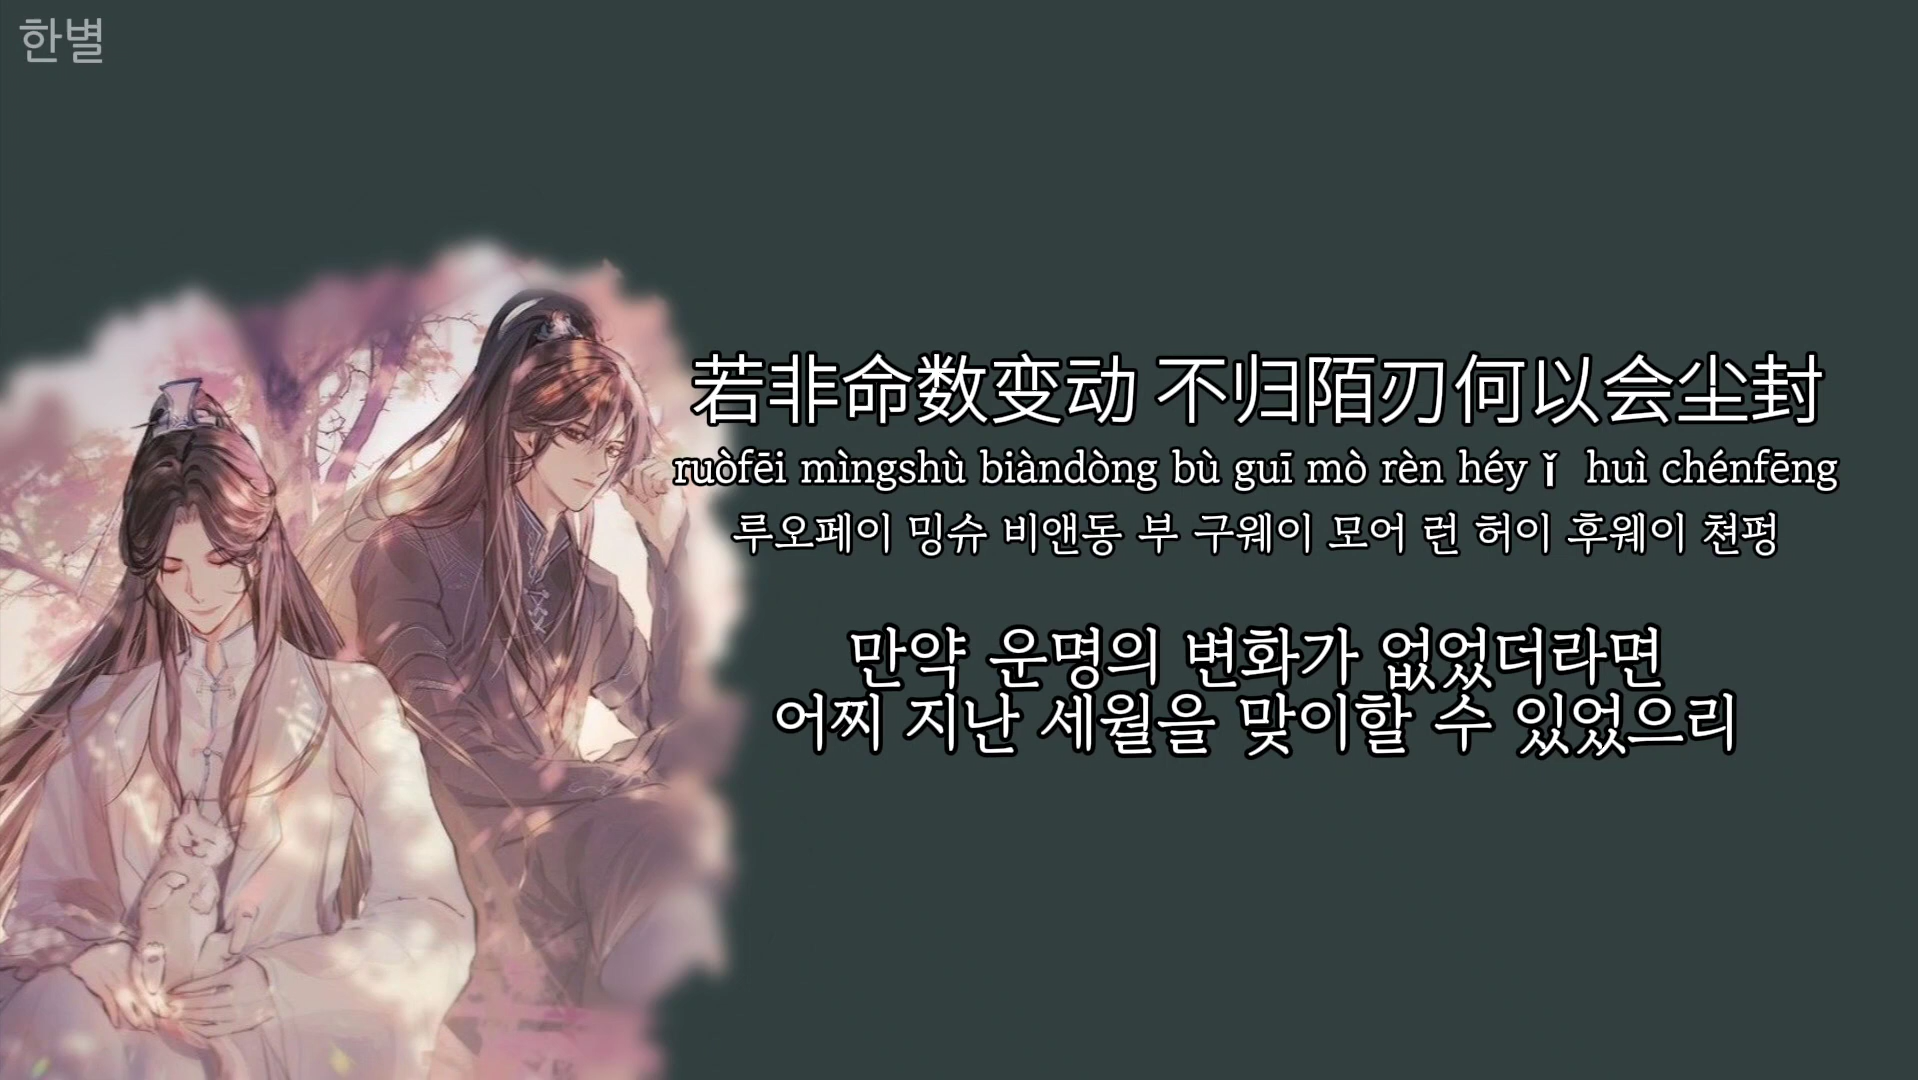 한별
若非命数变动 不归陌刃何以会尘封
ruòfēi mìngshù biàndòng bù guī mò rèn héy ǐ huì chénfēng
루오페이 밍슈 비앤동 부 구웨이 모어 런 허이 후웨이 쳔펑
만약 운명의 변화가 없었더라면
어찌 지난 세월을 맞이할 수 있었으리